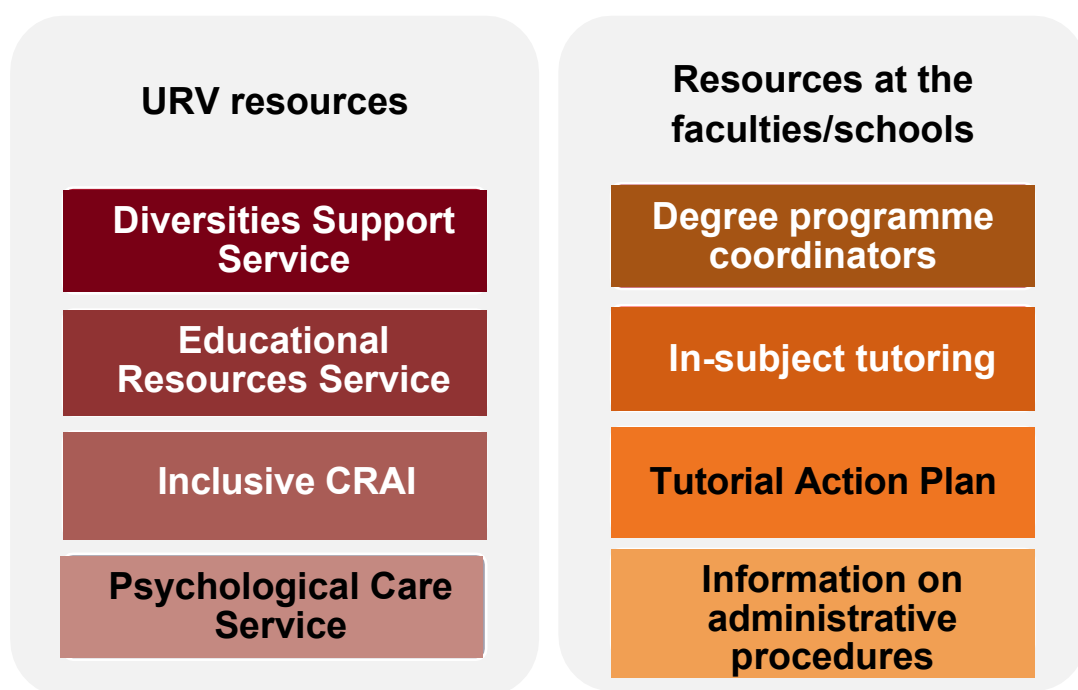 URV resources
Diversities Support
Service
Educational
Resources Service
Inclusive CRAI
Psychological Care
Service
Resources at the
faculties/schools
Degree programme
coordinators
In-subject tutoring
Tutorial Action Plan
Information on
administrative
procedures